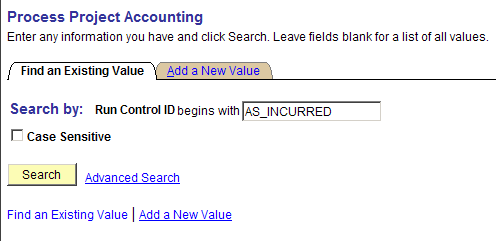 Process Project Accounting
Enter any information you have and click Search. Leave fields blank for a list of all values.
Find an Existing Value Add a New Value
Search by: Run Control ID begins with AS_INCURRED
Case Sensitive
Search Advanced Search
Find an Existing Value | Add a New Value